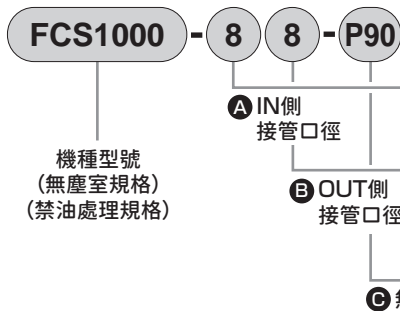 FCS1000 - 8 8 - P90
A IN側
接管口徑
機種型號
(無塵室規格)
(禁油處理規格)
B OUT側
接管口徑
C